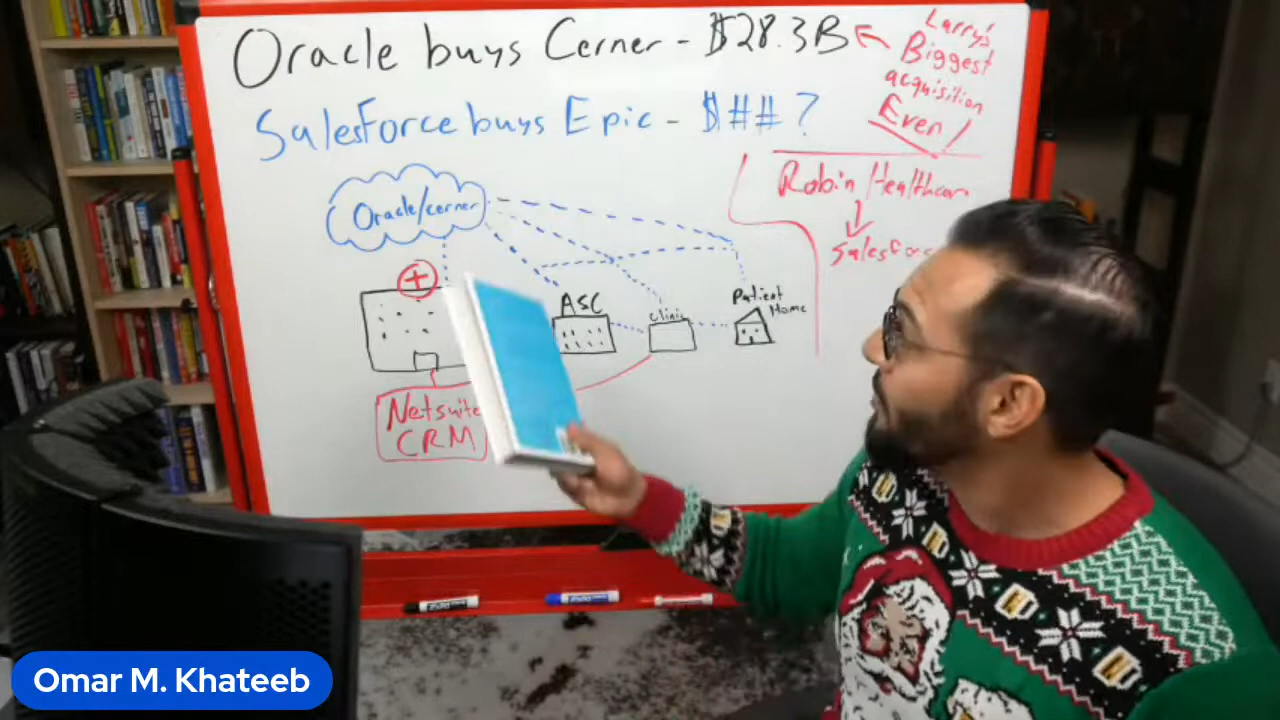 Oracle buys Cerner - $28.3B
Larry's
Biggest
acquisition
Ever!
Salesforce buys Epic - $##?
Robin Healthcare
Oracle/cerner
ASC
clinic
Patient
Home
Netsuite
CRM
Omar M. Khateeb